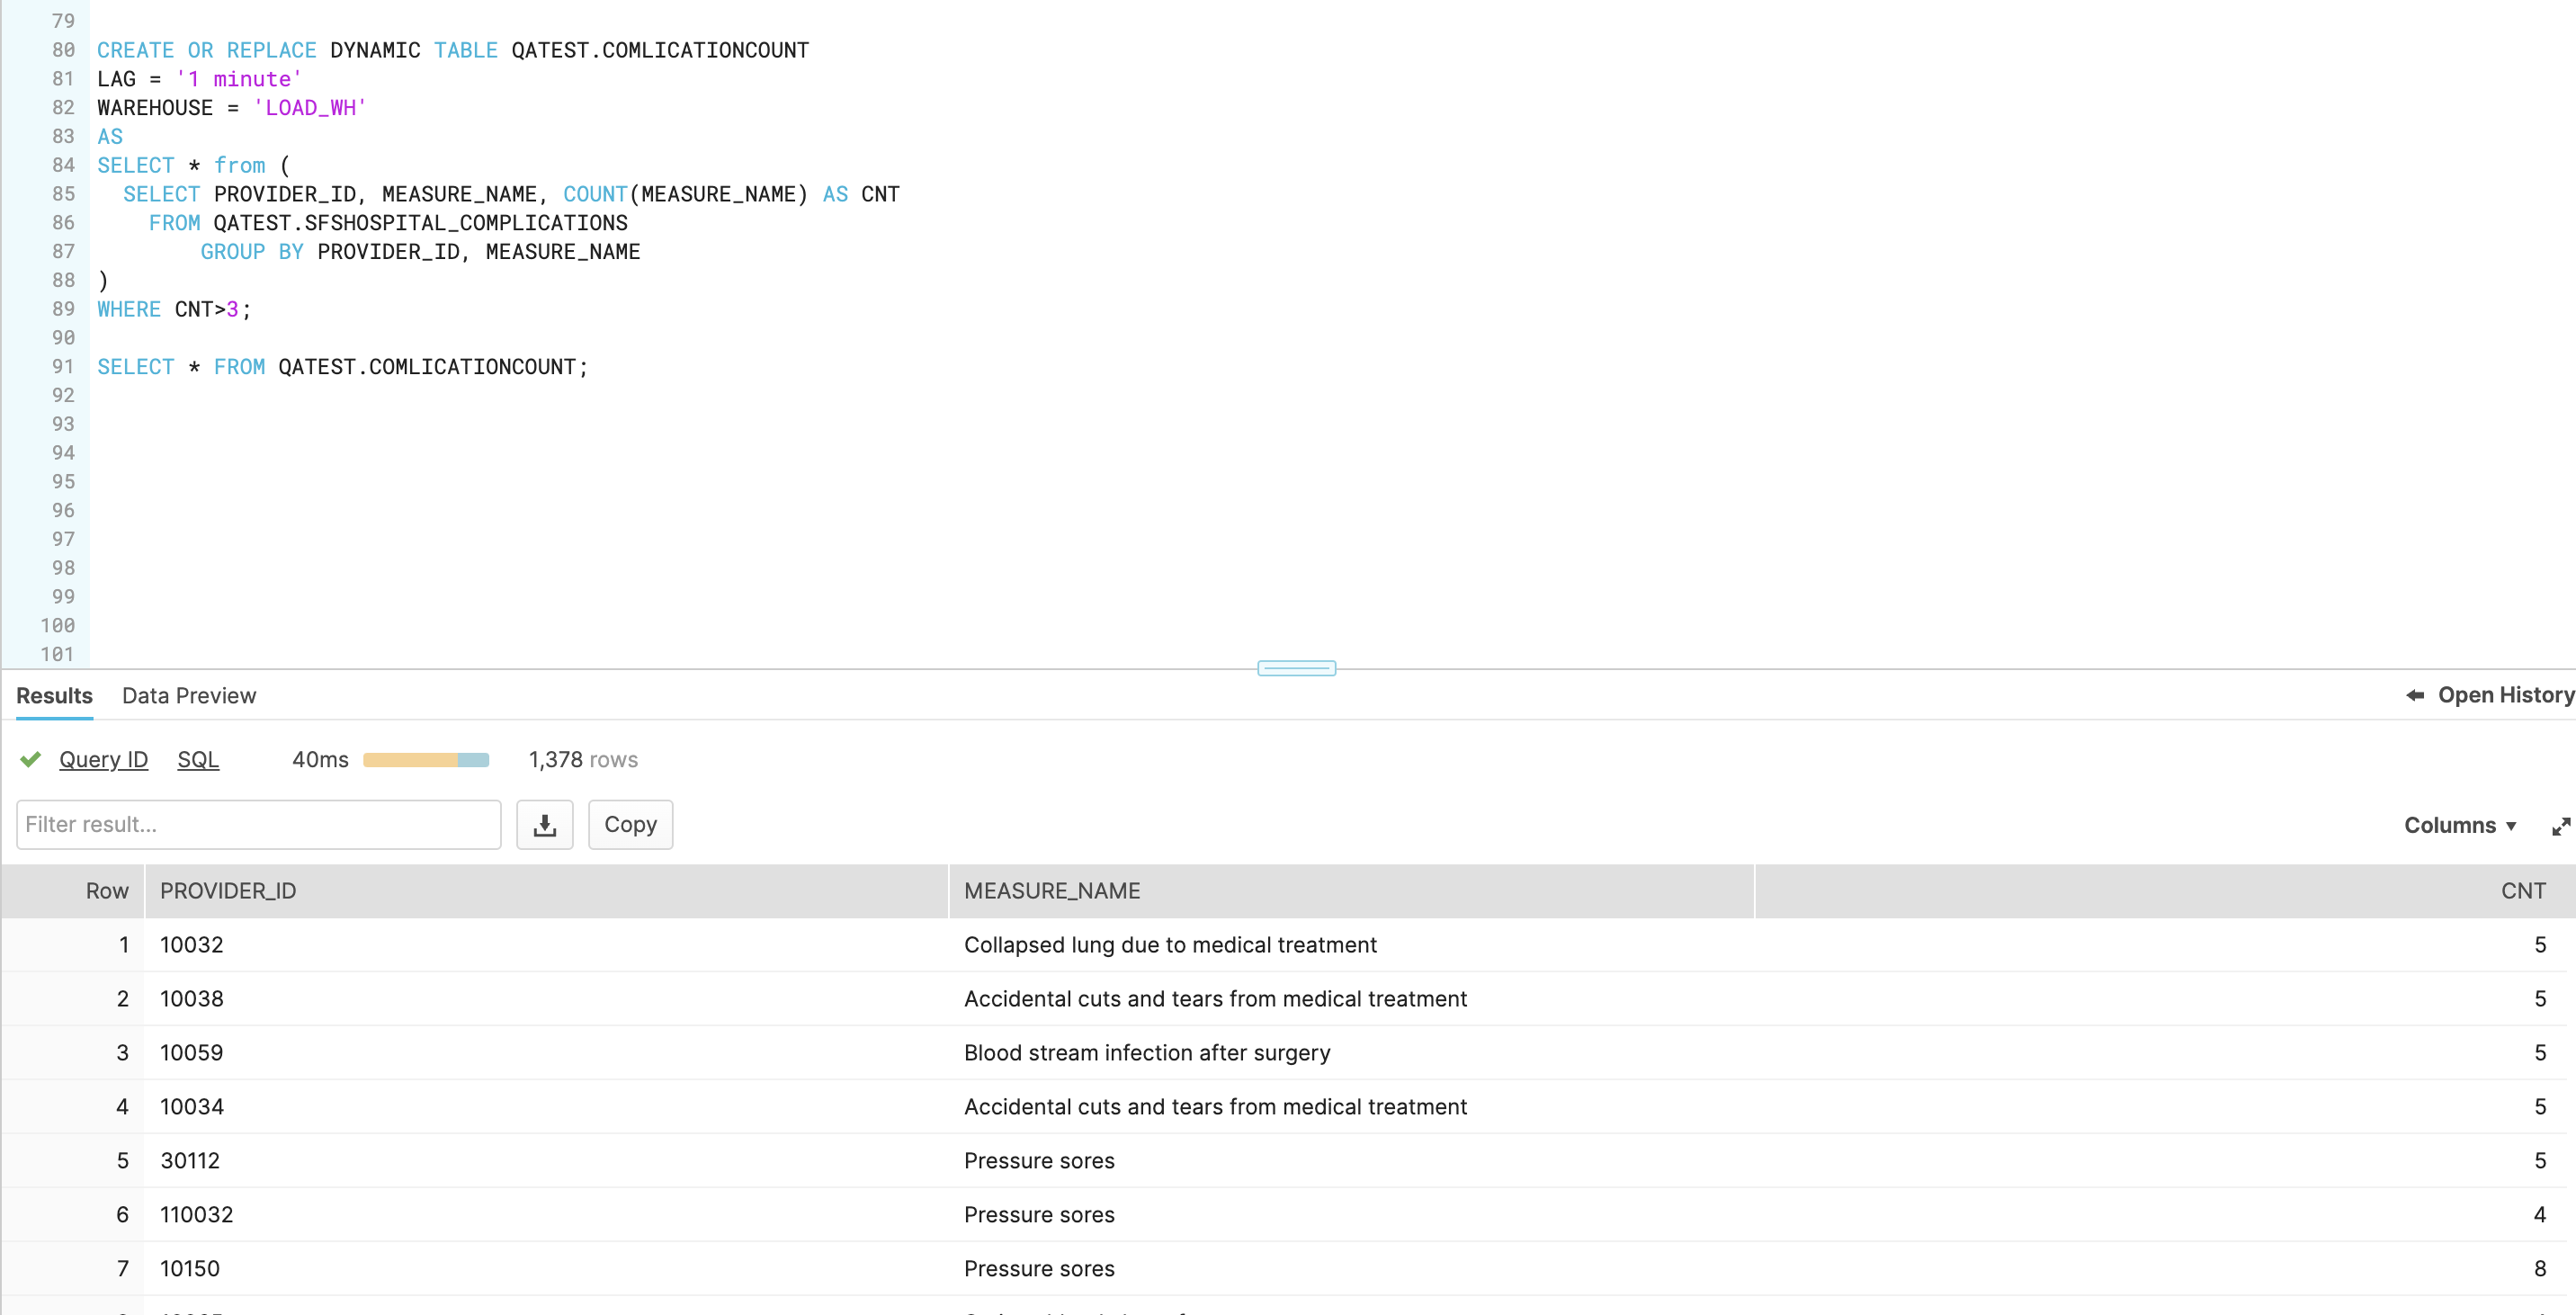 79
80 CREATE OR REPLACE DYNAMIC TABLE QATEST.COMLICATIONCOUNT
81 LAG = '1 minute'
82 WAREHOUSE = 'LOAD_WH'
83 AS
84 SELECT * from (
85 SELECT PROVIDER_ID, MEASURE_NAME, COUNT(MEASURE_NAME) AS CNT
86 FROM QATEST.SFSHOSPITAL_COMPLICATIONS
87 GROUP BY PROVIDER_ID, MEASURE_NAME
88 )
89 WHERE CNT>3;
90
91 SELECT * FROM QATEST.COMLICATIONCOUNT;
92
93
94
95
96
97
98
99
100
101
Results Data Preview Open History
Query ID SQL 40ms 1,378 rows
Filter result... Copy Columns
Row PROVIDER_ID MEASURE_NAME CNT
1 10032 Collapsed lung due to medical treatment 5
2 10038 Accidental cuts and tears from medical treatment 5
3 10059 Blood stream infection after surgery 5
4 10034 Accidental cuts and tears from medical treatment 5
5 30112 Pressure sores 5
6 110032 Pressure sores 4
7 10150 Pressure sores 8